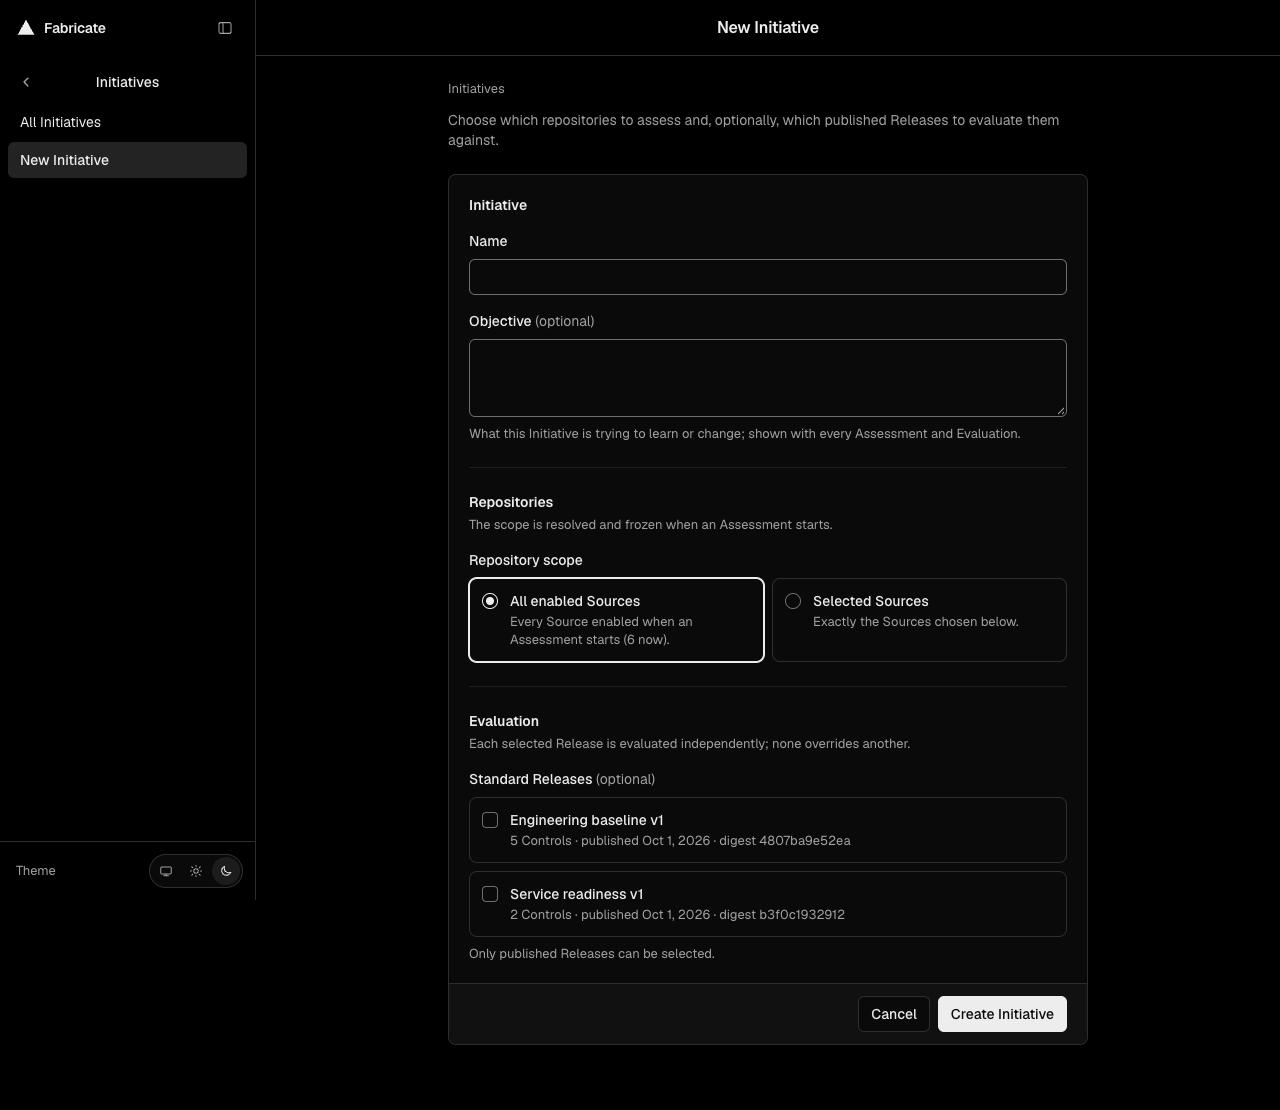 Fabricate
New Initiative
Initiatives
All Initiatives
New Initiative
Initiatives
Choose which repositories to assess and, optionally, which published Releases to evaluate them
against.
Initiative
Name
Objective (optional)
What this Initiative is trying to learn or change; shown with every Assessment and Evaluation.
Repositories
The scope is resolved and frozen when an Assessment starts.
Repository scope
All enabled Sources
Every Source enabled when an
Assessment starts (6 now).
Selected Sources
Exactly the Sources chosen below.
Evaluation
Each selected Release is evaluated independently; none overrides another.
Standard Releases (optional)
Engineering baseline v1
5 Controls · published Oct 1, 2026 · digest 4807ba9e52ea
Service readiness v1
2 Controls · published Oct 1, 2026 · digest b3f0c1932912
Only published Releases can be selected.
Cancel
Create Initiative
Theme